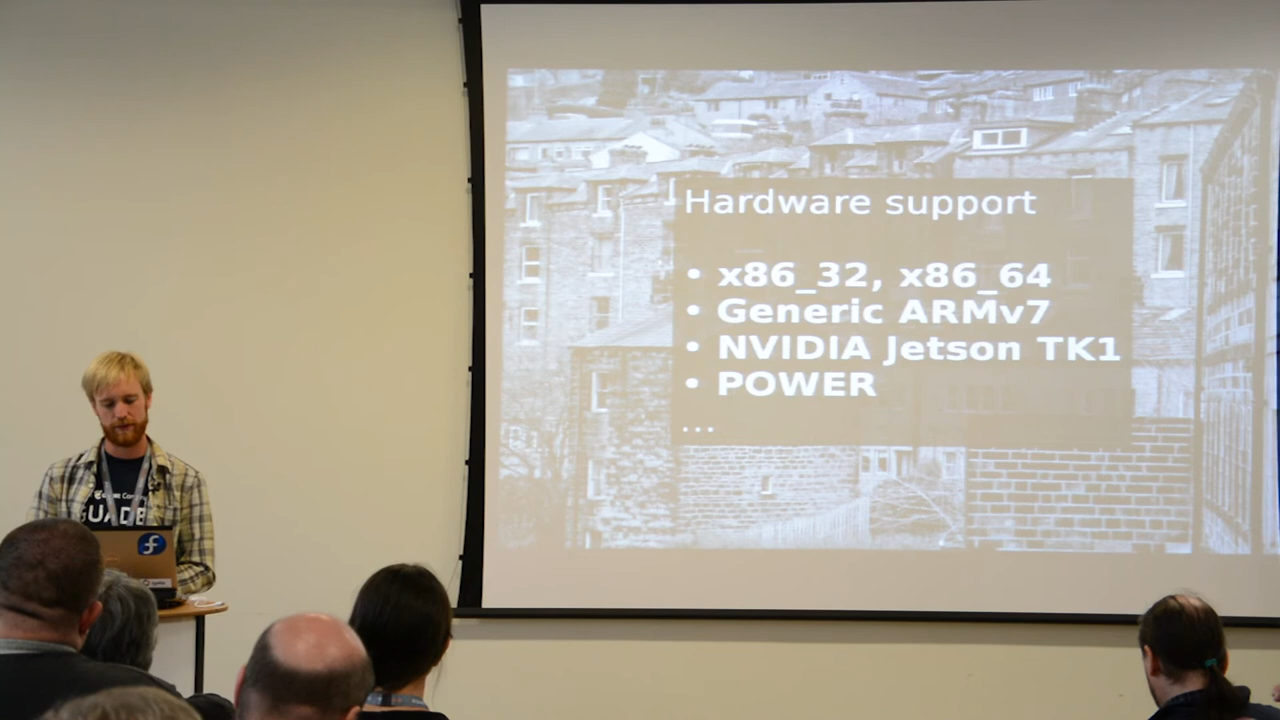 Hardware support
• x86_32, x86_64
• Generic ARMv7
• NVIDIA Jetson TK1
• POWER
...